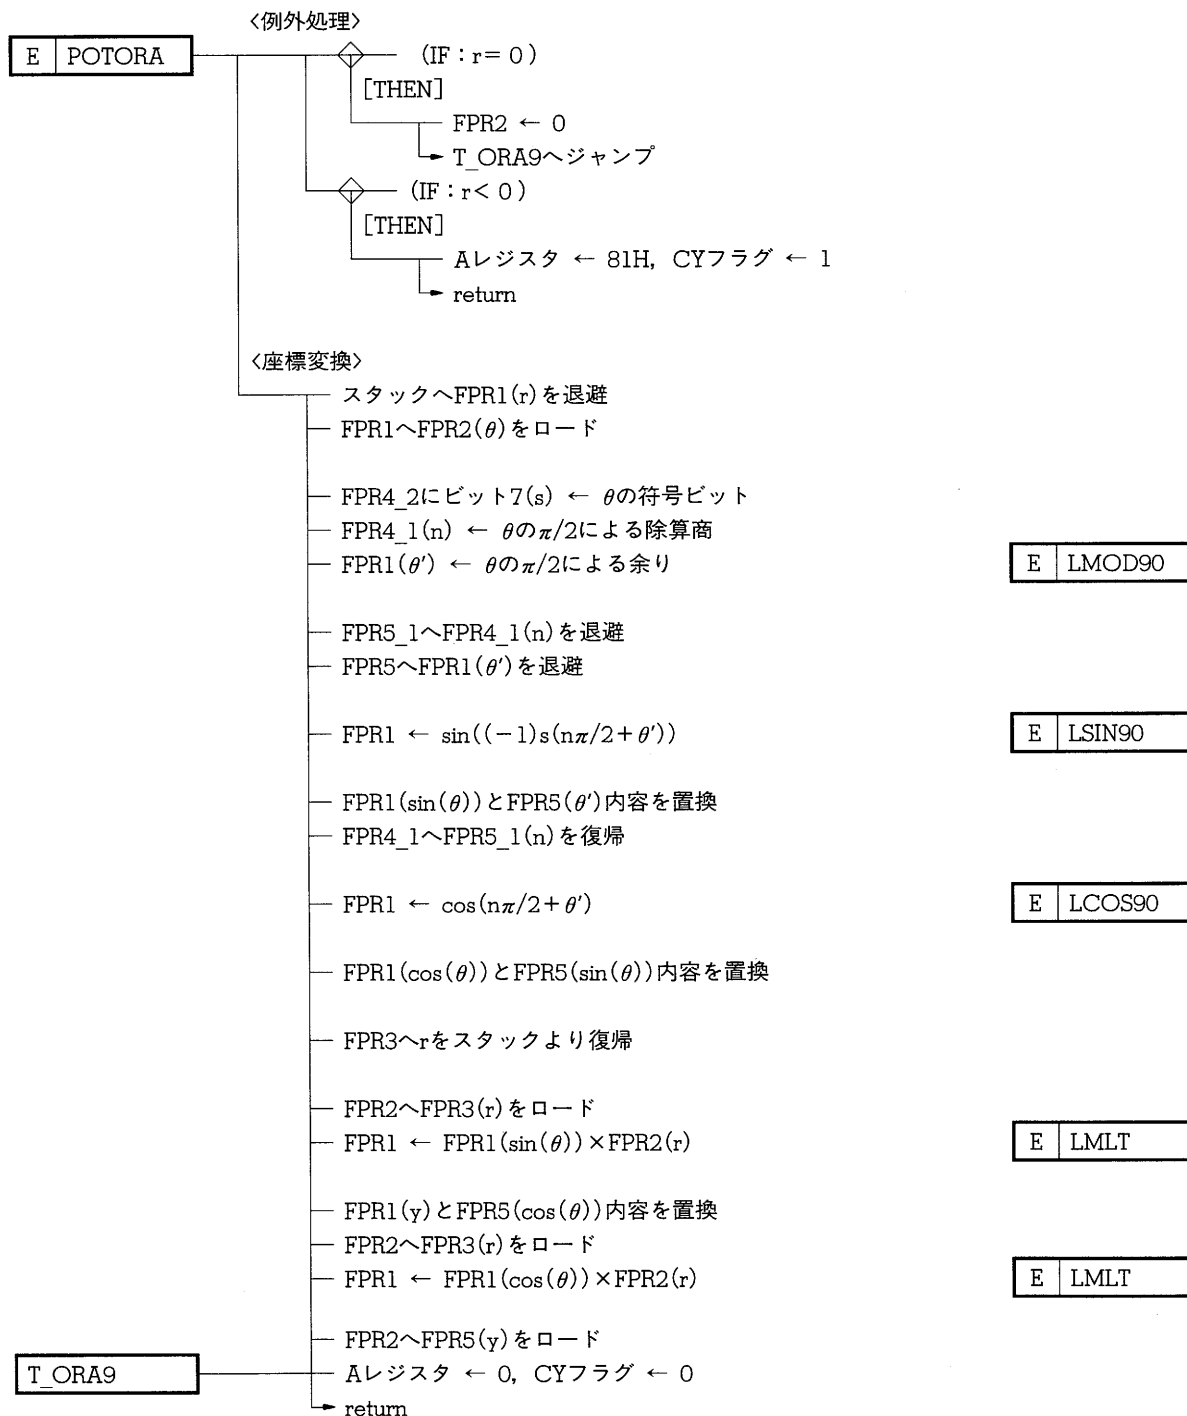 〈例外処理〉
E POTORA
(IF：r＝0)
[THEN]
FPR2 ← 0
T_ORA9へジャンプ
(IF：r＜0)
[THEN]
Aレジスタ ← 81H, CYフラグ ← 1
return
〈座標変換〉
スタックへFPR1(r)を退避
FPR1へFPR2(θ)をロード
FPR4_2にビット7(s) ← θの符号ビット
FPR4_1(n) ← θのπ/2による除算商
FPR1(θ′) ← θのπ/2による余り
E LMOD90
FPR5_1へFPR4_1(n)を退避
FPR5へFPR1(θ′)を退避
FPR1 ← sin((−1)s(nπ/2＋θ′))
E LSIN90
FPR1(sin(θ))とFPR5(θ′)内容を置換
FPR4_1へFPR5_1(n)を復帰
FPR1 ← cos(nπ/2＋θ′)
E LCOS90
FPR1(cos(θ))とFPR5(sin(θ))内容を置換
FPR3へrをスタックより復帰
FPR2へFPR3(r)をロード
FPR1 ← FPR1(sin(θ))×FPR2(r)
E LMLT
FPR1(y)とFPR5(cos(θ))内容を置換
FPR2へFPR3(r)をロード
FPR1 ← FPR1(cos(θ))×FPR2(r)
E LMLT
FPR2へFPR5(y)をロード
T_ORA9
Aレジスタ ← 0, CYフラグ ← 0
return